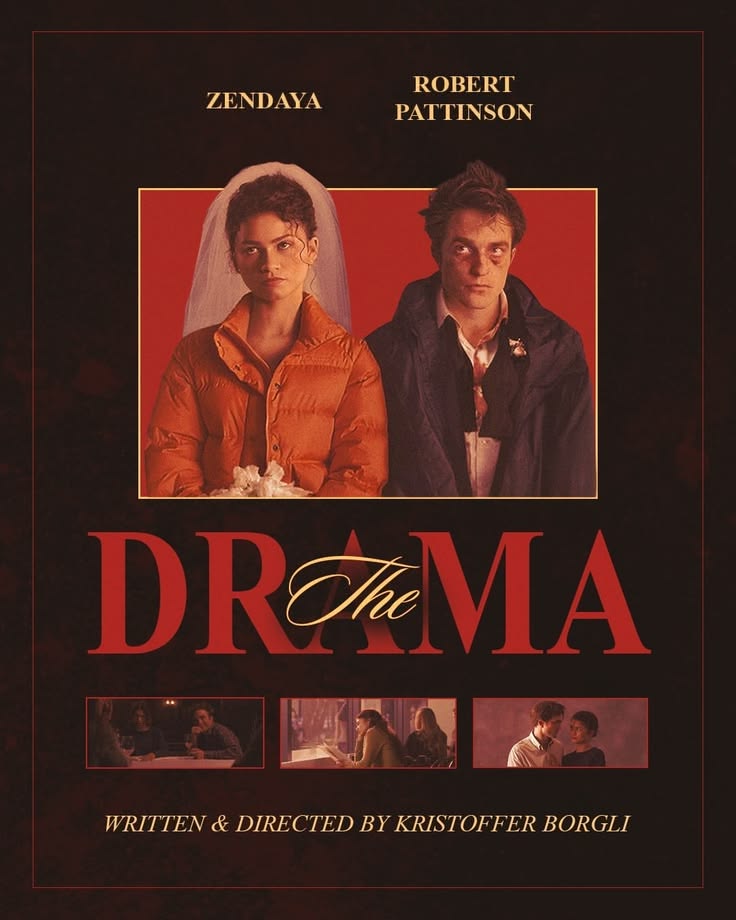 ZENDAYA
ROBERT
PATTINSON
The
DRAMA
WRITTEN & DIRECTED BY KRISTOFFER BORGLI